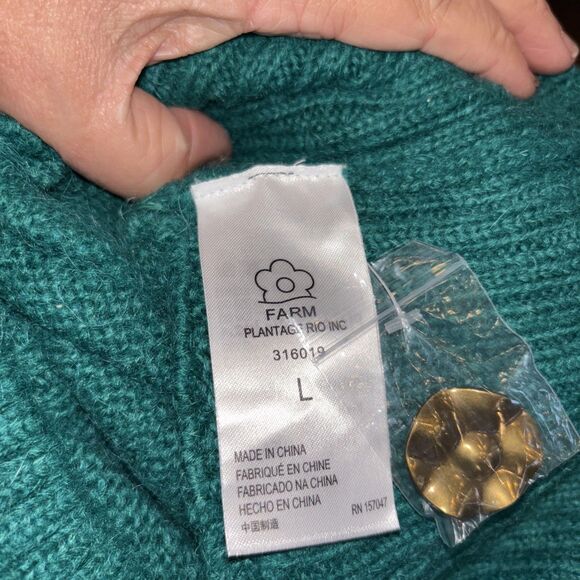 FARM
PLANTAGE RIO INC
316019
L
MADE IN CHINA
FABRIQUÉ EN CHINE
FABRICADO NA CHINA
HECHO EN CHINA
中国制造
RN 157047